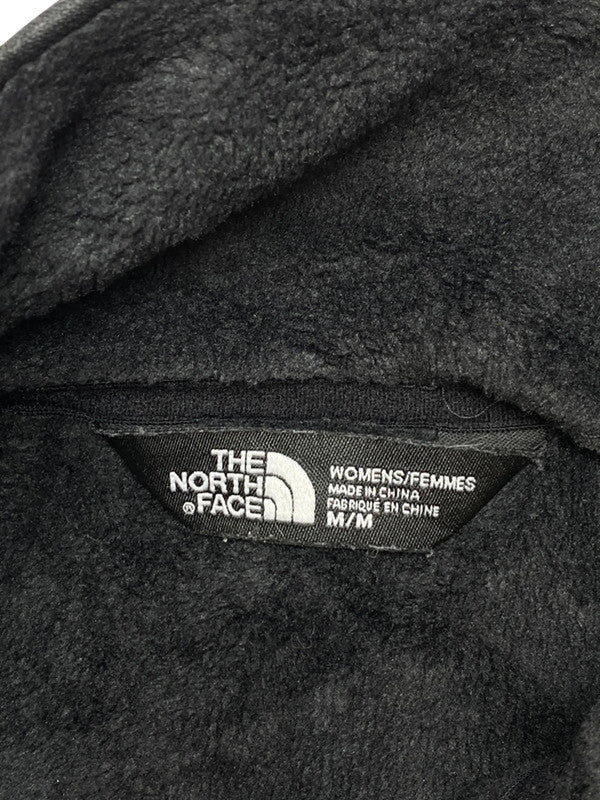 THE
NORTH
® FACE
WOMENS/FEMMES
MADE IN CHINA
FABRIQUÉ EN CHINE
M/M